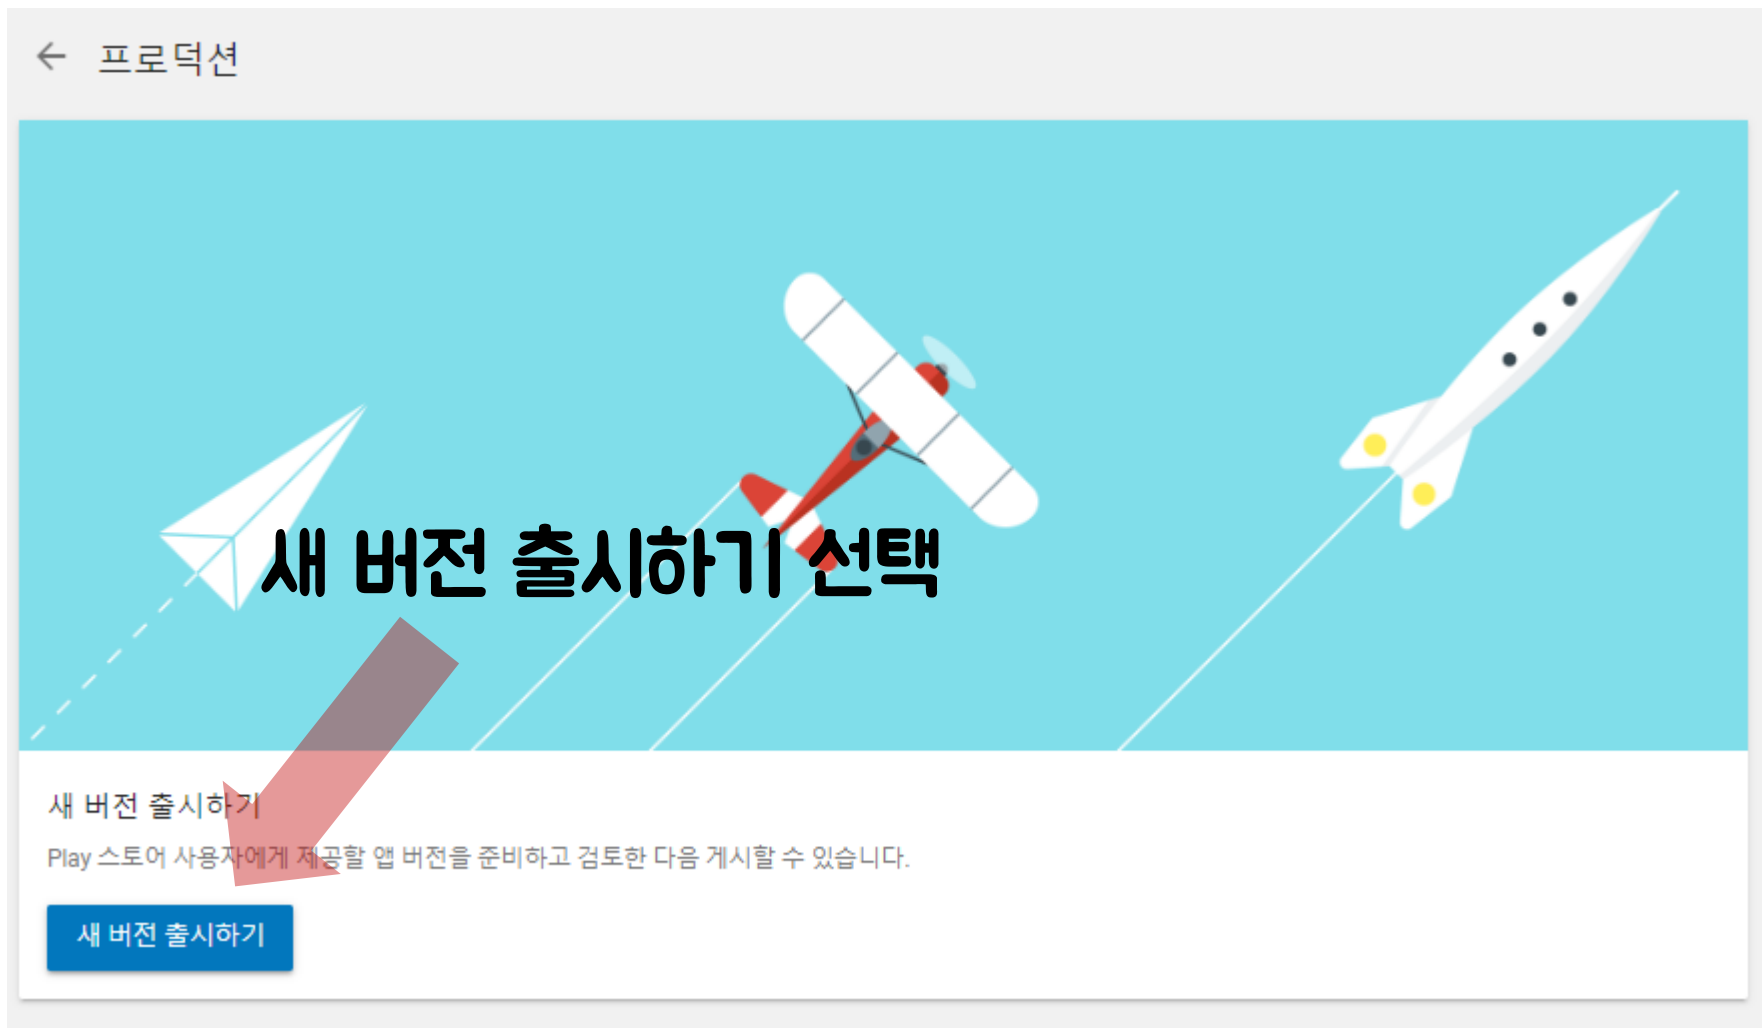 프로덕션
새 버전 출시하기 선택
새 버전 출시하기
Play 스토어 사용자에게 제공할 앱 버전을 준비하고 검토한 다음 게시할 수 있습니다.
새 버전 출시하기